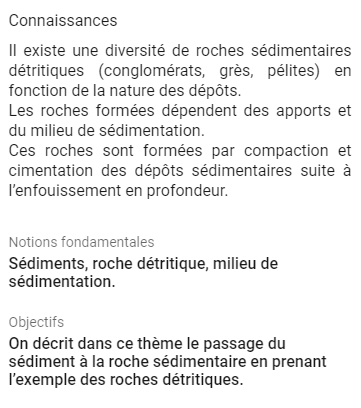 Connaissances
Il existe une diversité de roches sédimentaires
détritiques (conglomérats, grès, pélites) en
fonction de la nature des dépôts.
Les roches formées dépendent des apports et
du milieu de sédimentation.
Ces roches sont formées par compaction et
cimentation des dépôts sédimentaires suite à
l’enfouissement en profondeur.
Notions fondamentales
Sédiments, roche détritique, milieu de
sédimentation.
Objectifs
On décrit dans ce thème le passage du
sédiment à la roche sédimentaire en prenant
l’exemple des roches détritiques.